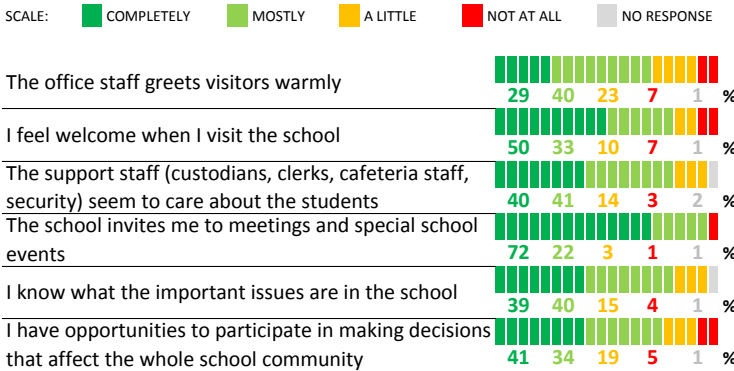 SCALE: COMPLETELY MOSTLY A LITTLE NOT AT ALL NO RESPONSE
The office staff greets visitors warmly
29 40 23 7 1 %
I feel welcome when I visit the school
50 33 10 7 1 %
The support staff (custodians, clerks, cafeteria staff,
security) seem to care about the students
40 41 14 3 2 %
The school invites me to meetings and special school
events
72 22 3 1 1 %
I know what the important issues are in the school
39 40 15 4 1 %
I have opportunities to participate in making decisions
that affect the whole school community
41 34 19 5 1 %